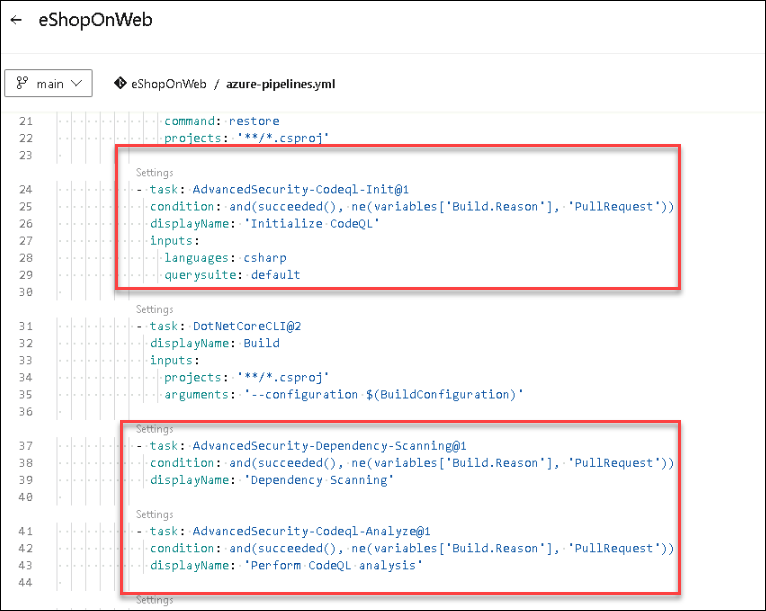 ← eShopOnWeb
main eShopOnWeb / azure-pipelines.yml
21 command: restore
22 projects: '**/*.csproj'
23
Settings
24 - task: AdvancedSecurity-Codeql-Init@1
25 condition: and(succeeded(), ne(variables['Build.Reason'], 'PullRequest'))
26 displayName: 'Initialize CodeQL'
27 inputs:
28 languages: csharp
29 querysuite: default
30
Settings
31 - task: DotNetCoreCLI@2
32 displayName: Build
33 inputs:
34 projects: '**/*.csproj'
35 arguments: '--configuration $(BuildConfiguration)'
36
Settings
37 - task: AdvancedSecurity-Dependency-Scanning@1
38 condition: and(succeeded(), ne(variables['Build.Reason'], 'PullRequest'))
39 displayName: 'Dependency Scanning'
40
Settings
41 - task: AdvancedSecurity-Codeql-Analyze@1
42 condition: and(succeeded(), ne(variables['Build.Reason'], 'PullRequest'))
43 displayName: 'Perform CodeQL analysis'
44
Settings